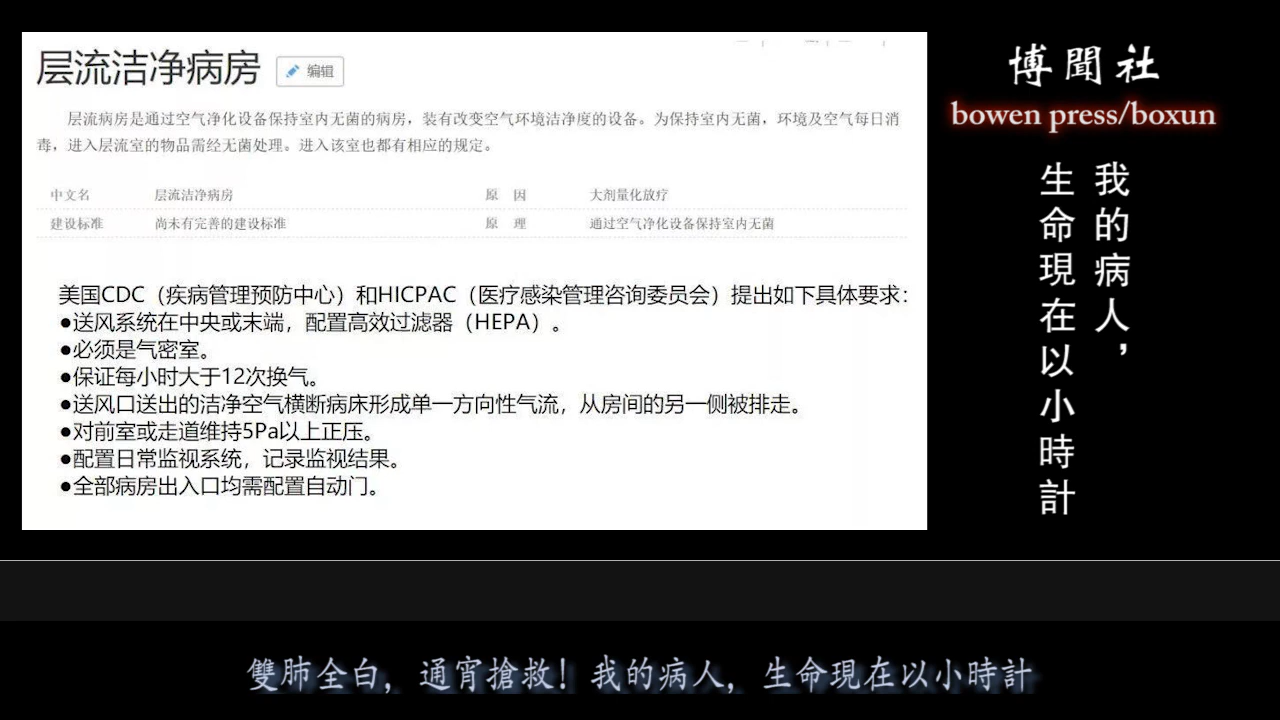 层流洁净病房
编辑
层流病房是通过空气净化设备保持室内无菌的病房，装有改变空气环境洁净度的设备。为保持室内无菌，环境及空气每日消
毒，进入层流室的物品需经无菌处理。进入该室也都有相应的规定。
中文名 层流洁净病房 原 因 大剂量化放疗
建设标准 尚未有完善的建设标准 原 理 通过空气净化设备保持室内无菌
美国CDC（疾病管理预防中心）和HICPAC（医疗感染管理咨询委员会）提出如下具体要求：
●送风系统在中央或末端，配置高效过滤器（HEPA）。
●必须是气密室。
●保证每小时大于12次换气。
●送风口送出的洁净空气横断病床形成单一方向性气流，从房间的另一侧被排走。
●对前室或走道维持5Pa以上正压。
●配置日常监视系统，记录监视结果。
●全部病房出入口均需配置自动门。
博聞社
bowen press/boxun
我的病人，
生命現在以小時計
雙肺全白，通宵搶救！我的病人，生命現在以小時計